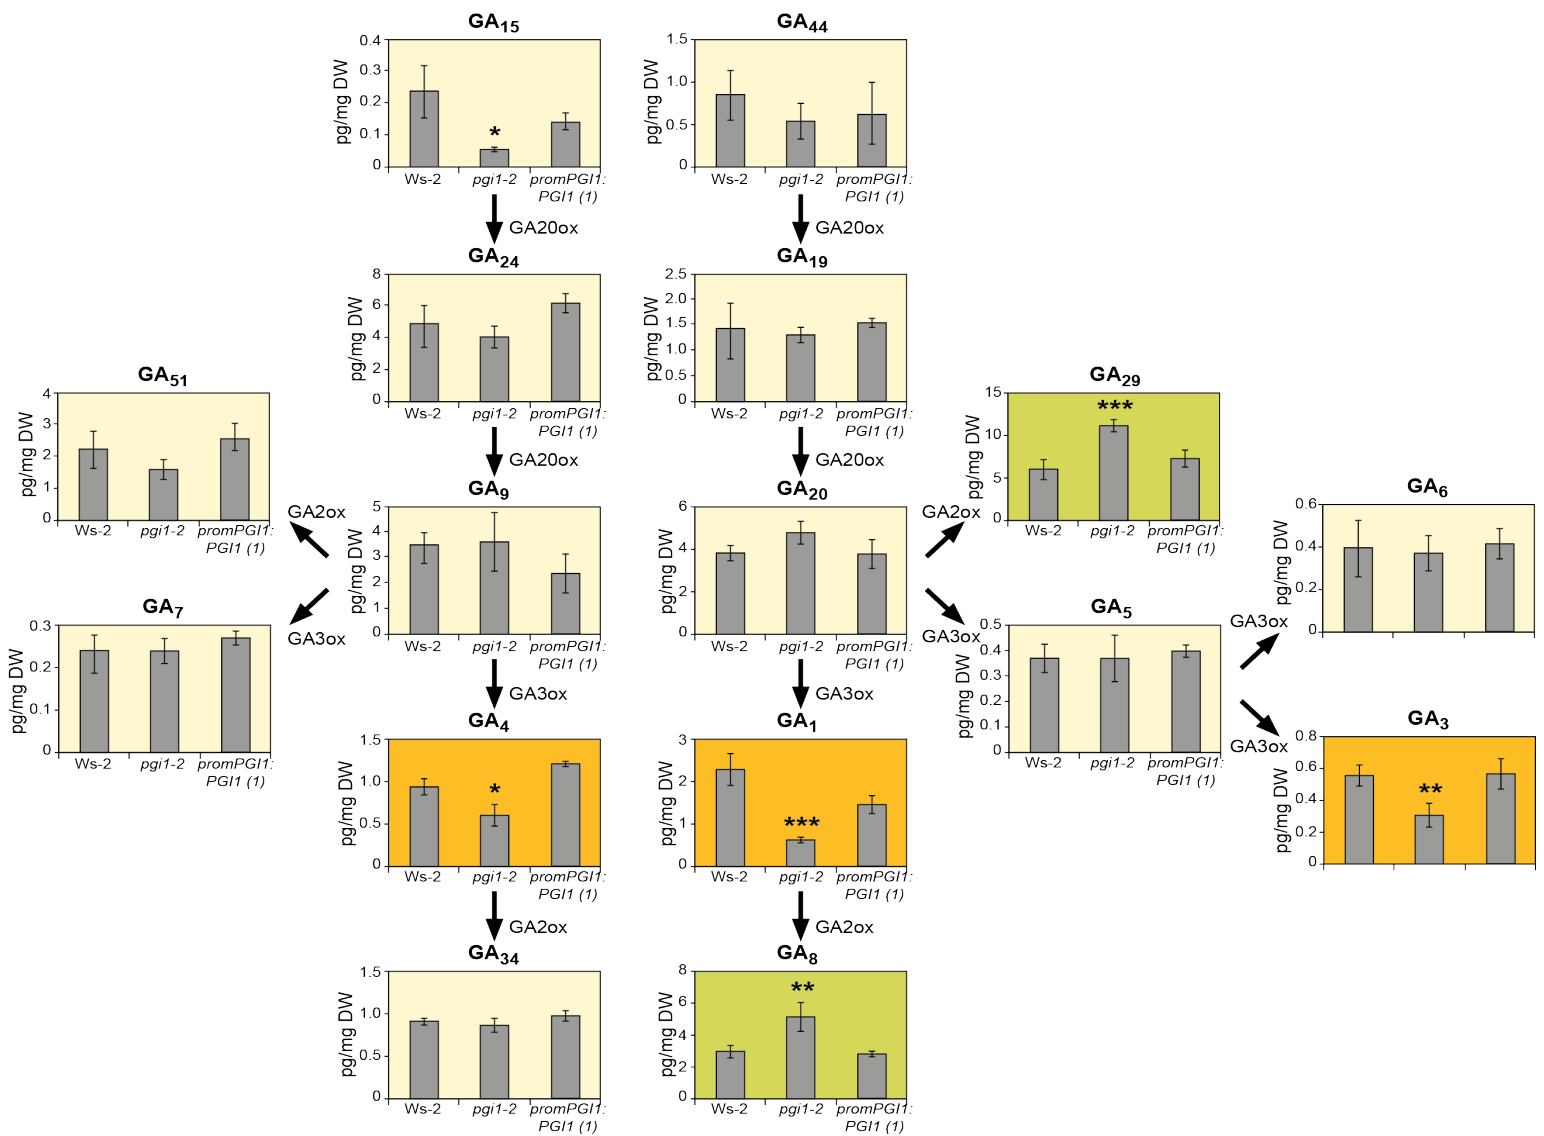 GA15
pg/mg DW
0.4
0.3
0.2
0.1
0
*
Ws-2
pgi1-2
promPGI1:
PGI1 (1)
GA44
pg/mg DW
1.5
1.0
0.5
0
Ws-2
pgi1-2
promPGI1:
PGI1 (1)
GA20ox
GA20ox
GA24
pg/mg DW
8
6
4
2
0
Ws-2
pgi1-2
promPGI1:
PGI1 (1)
GA19
pg/mg DW
2.5
2.0
1.5
1.0
0.5
0
Ws-2
pgi1-2
promPGI1:
PGI1 (1)
GA20ox
GA20ox
GA51
pg/mg DW
4
3
2
1
0
Ws-2
pgi1-2
promPGI1:
PGI1 (1)
GA2ox
GA9
pg/mg DW
5
4
3
2
1
0
Ws-2
pgi1-2
promPGI1:
PGI1 (1)
GA20
pg/mg DW
6
4
2
0
Ws-2
pgi1-2
promPGI1:
PGI1 (1)
GA2ox
GA29
pg/mg DW
15
10
5
0
***
Ws-2
pgi1-2
promPGI1:
PGI1 (1)
GA6
pg/mg DW
0.6
0.4
0.2
0
GA7
pg/mg DW
0.3
0.2
0.1
0
Ws-2
pgi1-2
promPGI1:
PGI1 (1)
GA3ox
GA3ox
GA3ox
GA3ox
GA5
pg/mg DW
0.5
0.4
0.3
0.2
0.1
0
Ws-2
pgi1-2
promPGI1:
PGI1 (1)
GA3ox
GA3ox
GA4
pg/mg DW
1.5
1.0
0.5
0
*
Ws-2
pgi1-2
promPGI1:
PGI1 (1)
GA1
pg/mg DW
3
2
1
0
***
Ws-2
pgi1-2
promPGI1:
PGI1 (1)
GA3
pg/mg DW
0.8
0.6
0.4
0.2
0
**
GA2ox
GA2ox
GA34
pg/mg DW
1.5
1.0
0.5
0
Ws-2
pgi1-2
promPGI1:
PGI1 (1)
GA8
pg/mg DW
8
6
4
2
0
**
Ws-2
pgi1-2
promPGI1:
PGI1 (1)